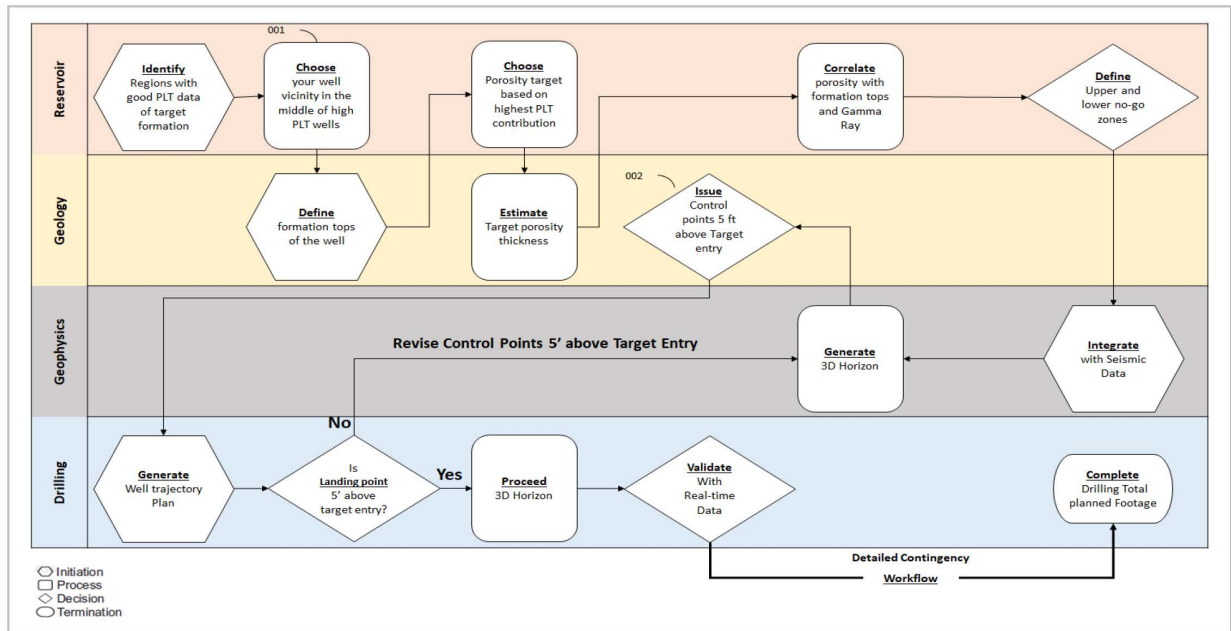 001
Reservoir
Identify
Regions with
good PLT data
of target
formation
Choose
your well
vicinity in the
middle of high
PLT wells
Choose
Porosity target
based on
highest PLT
contribution
Correlate
porosity with
formation tops
and Gamma
Ray
Define
Upper and
lower no-go
zones
Geology
Define
formation tops
of the well
Estimate
Target porosity
thickness
002
Issue
Control
points 5 ft
above Target
entry
Geophysics
Revise Control Points 5' above Target Entry
Generate
3D Horizon
Integrate
with Seismic
Data
Drilling
Generate
Well trajectory
Plan
No
Is
Landing point
5' above
target entry?
Yes
Proceed
3D Horizon
Validate
With
Real-time
Data
Complete
Drilling Total
planned Footage
Detailed Contingency
Workflow
Initiation
Process
Decision
Termination